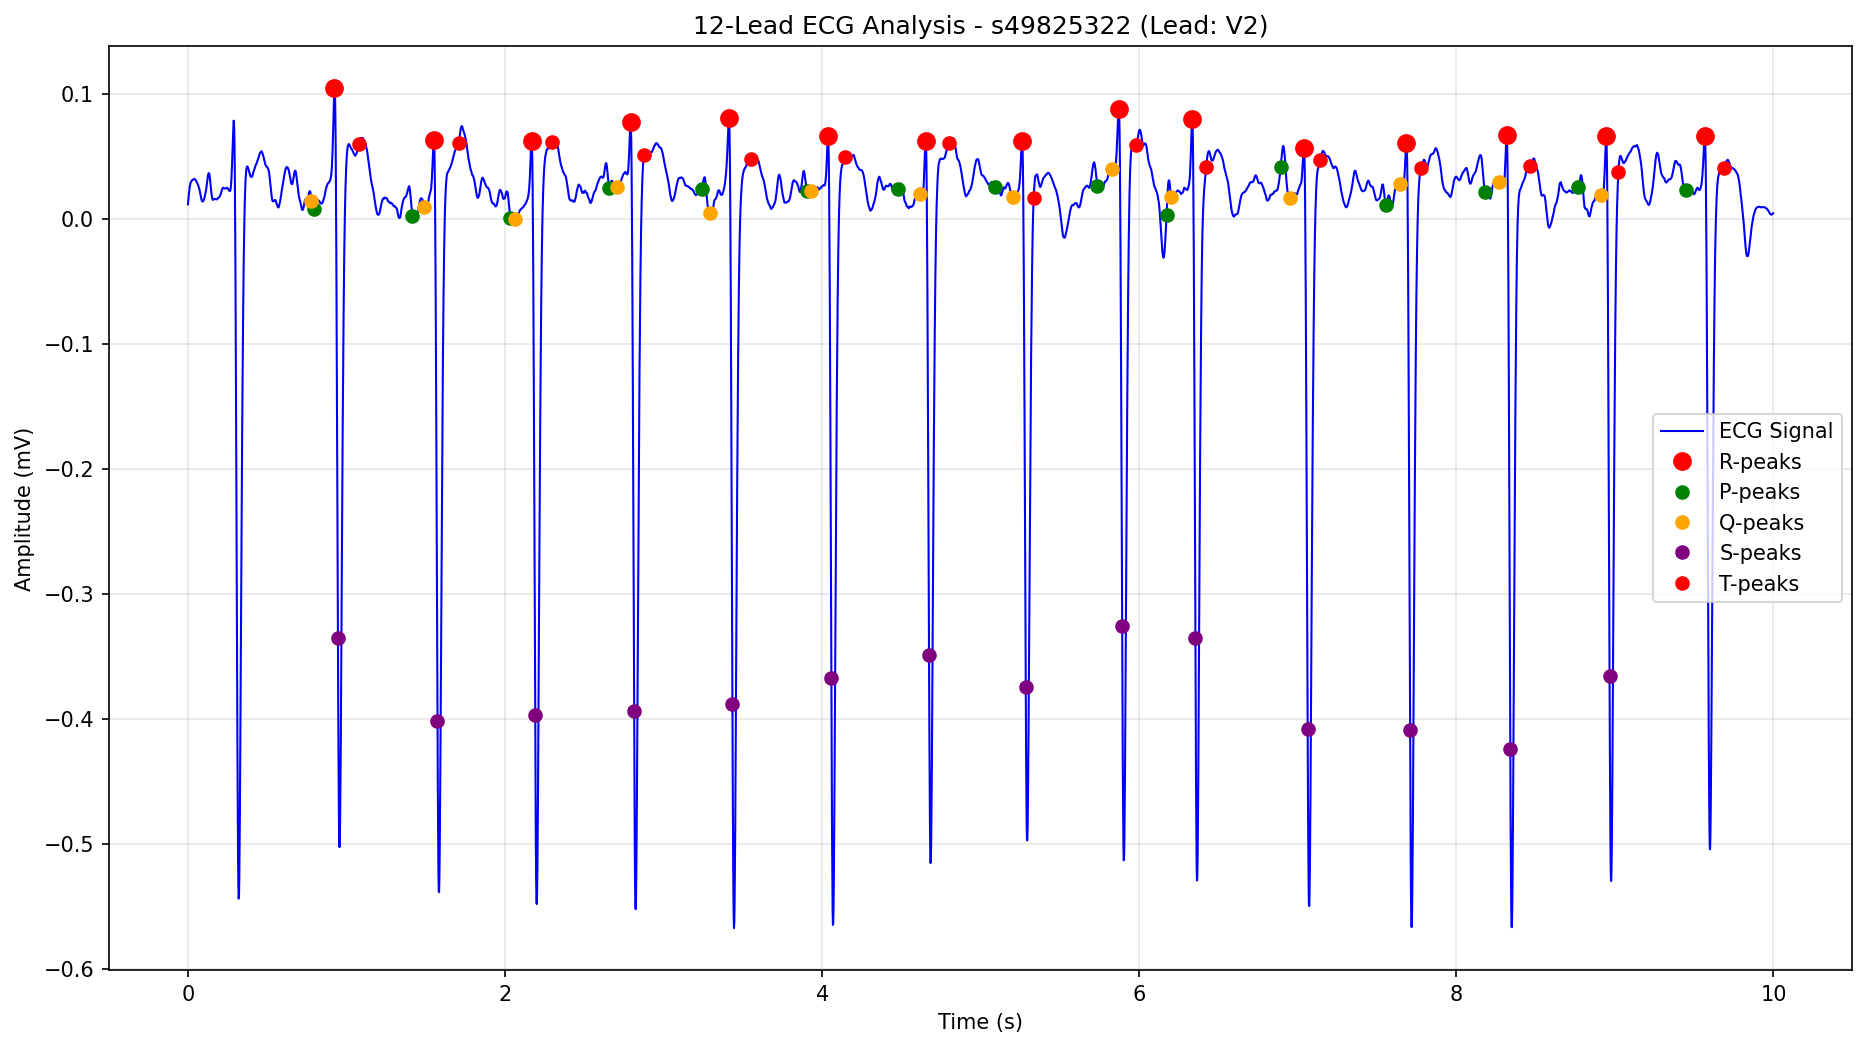 12-Lead ECG Analysis - s49825322 (Lead: V2)
Amplitude (mV)
0.1
0.0
−0.1
−0.2
−0.3
−0.4
−0.5
−0.6
ECG Signal
R-peaks
P-peaks
Q-peaks
S-peaks
T-peaks
0 2 4 6 8 10
Time (s)